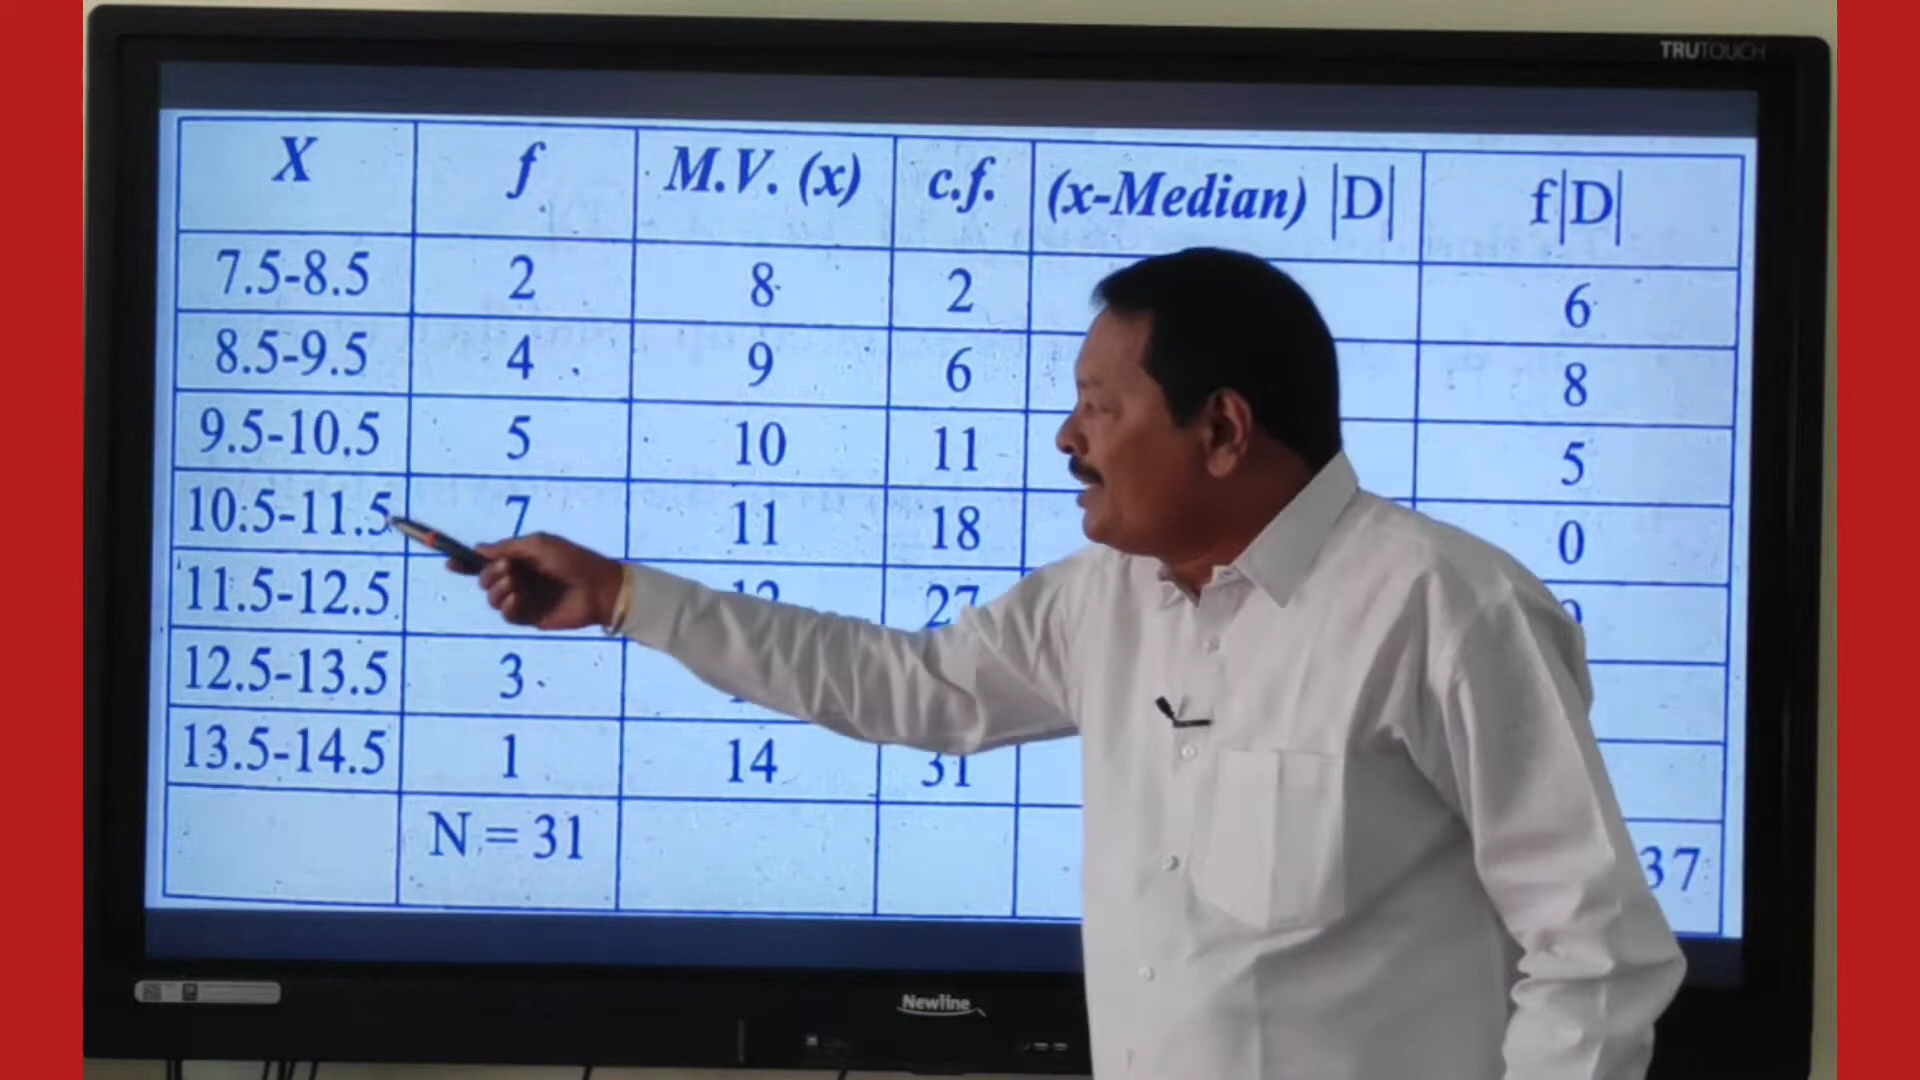 TRUTOUCH
X f M.V. (x) c.f. (x-Median) |D| f|D|
7.5-8.5 2 8 2 6
8.5-9.5 4 9 6 8
9.5-10.5 5 10 11 5
10.5-11.5 7 11 18 0
11.5-12.5 12 27
12.5-13.5 3
13.5-14.5 1 14 31
N = 31 37
Newline